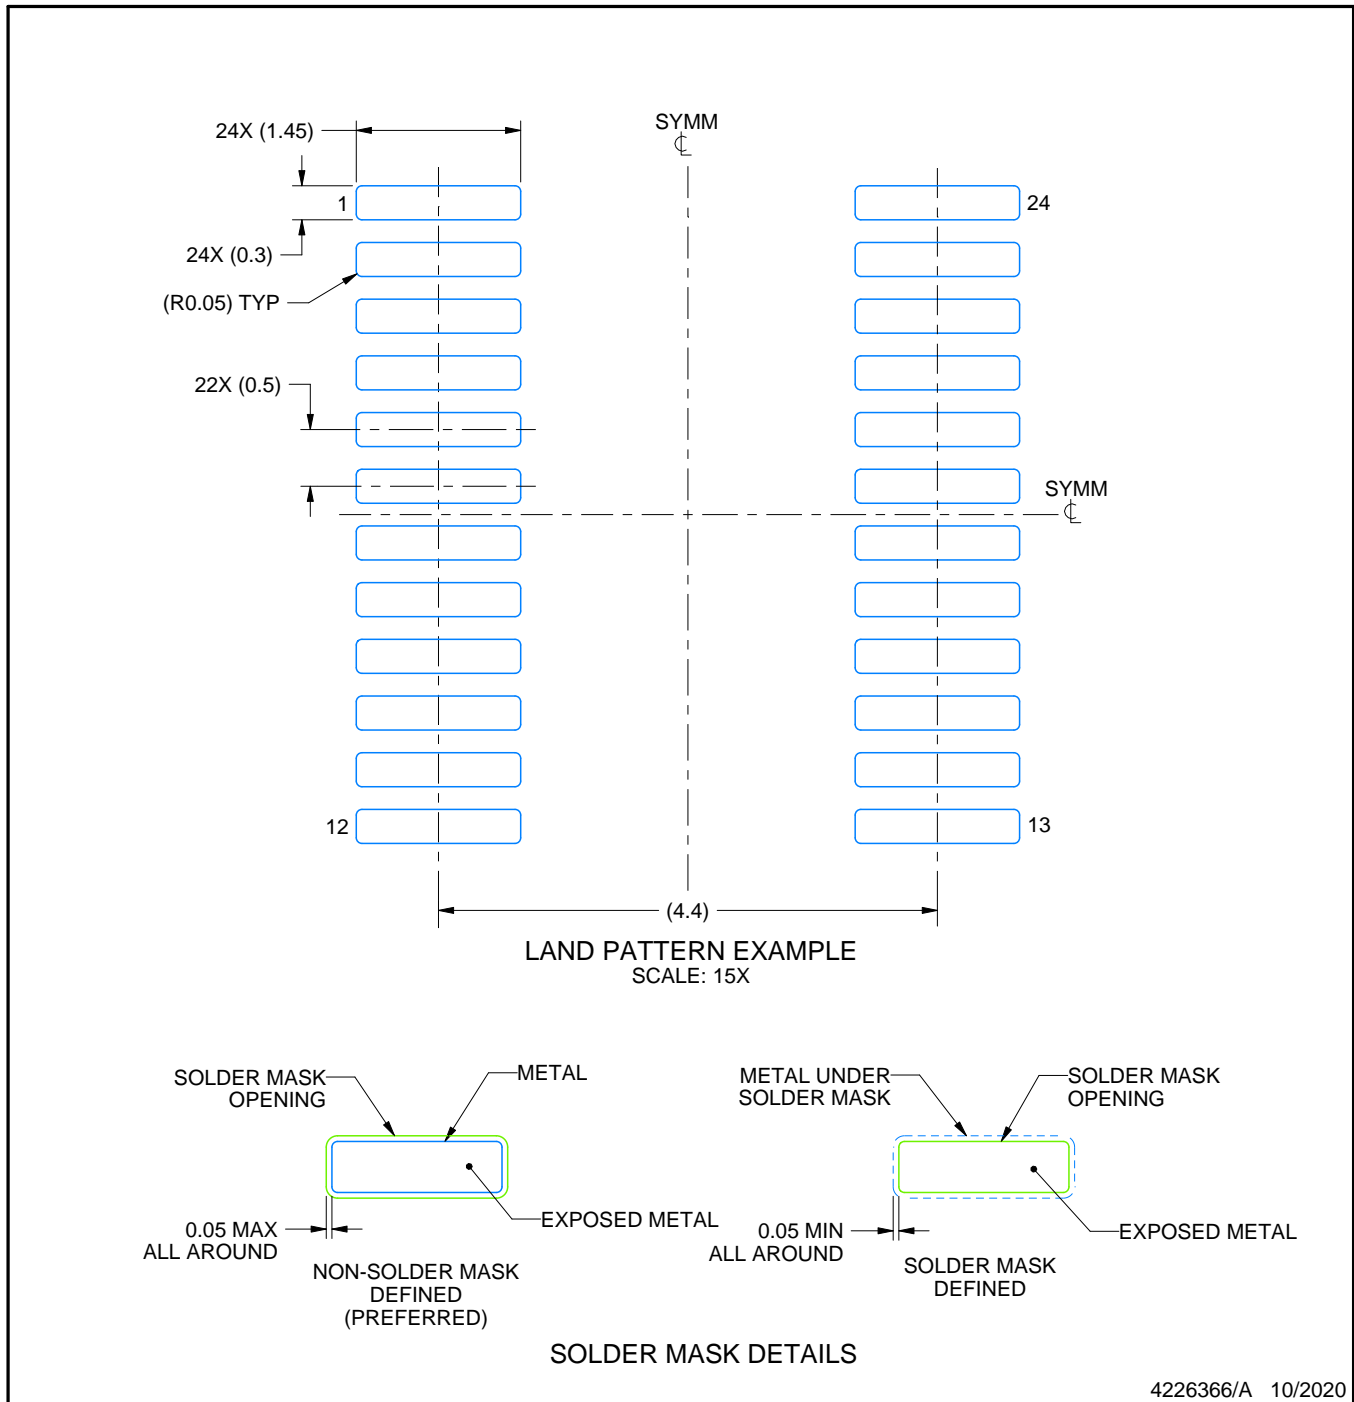 24X (1.45)
SYMM
1
24
24X (0.3)
(R0.05) TYP
22X (0.5)
SYMM
12
13
(4.4)
LAND PATTERN EXAMPLE
SCALE: 15X
SOLDER MASK
OPENING
METAL
EXPOSED METAL
0.05 MAX
ALL AROUND
NON-SOLDER MASK
DEFINED
(PREFERRED)
METAL UNDER
SOLDER MASK
SOLDER MASK
OPENING
EXPOSED METAL
0.05 MIN
ALL AROUND
SOLDER MASK
DEFINED
SOLDER MASK DETAILS
4226366/A 10/2020